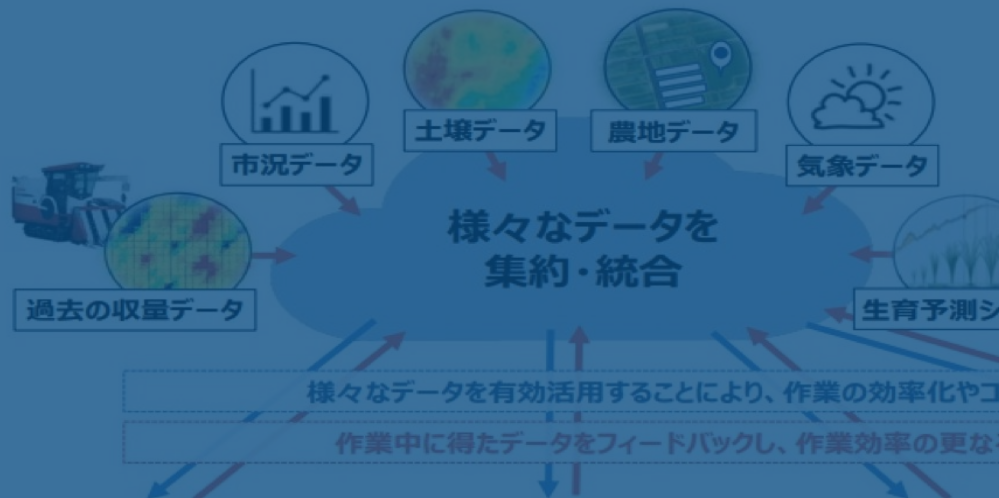 土壌データ
農地データ
市況データ
気象データ
様々なデータを
集約・統合
過去の収量データ
生育予測シ
様々なデータを有効活用することにより、作業の効率化やコ
作業中に得たデータをフィードバックし、作業効率の更な